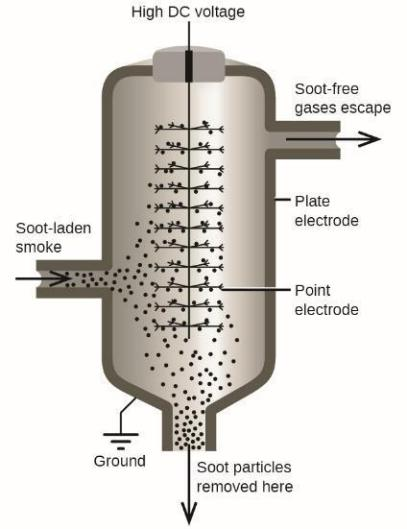 High DC voltage
Soot-free
gases escape
Plate
electrode
Soot-laden
smoke
Point
electrode
Ground
Soot particles
removed here